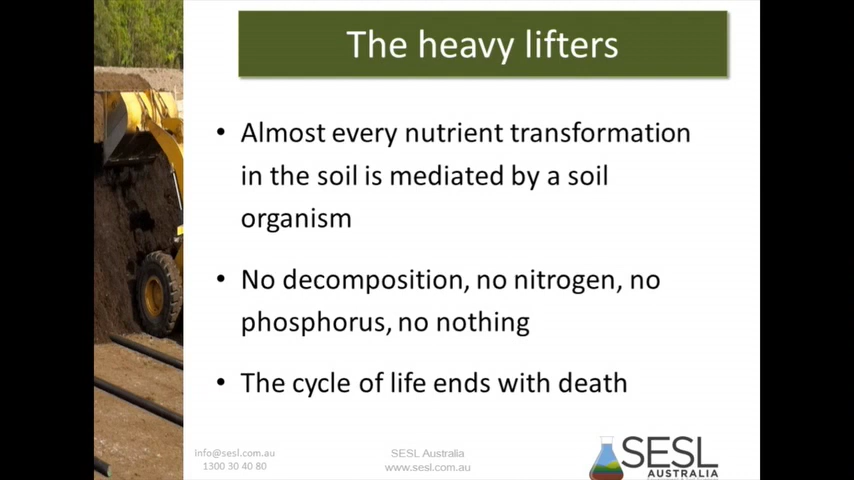 The heavy lifters
• Almost every nutrient transformation
in the soil is mediated by a soil
organism
• No decomposition, no nitrogen, no
phosphorus, no nothing
• The cycle of life ends with death
info@sesl.com.au
1300 30 40 80
SESL Australia
www.sesl.com.au
SESL
AUSTRALIA